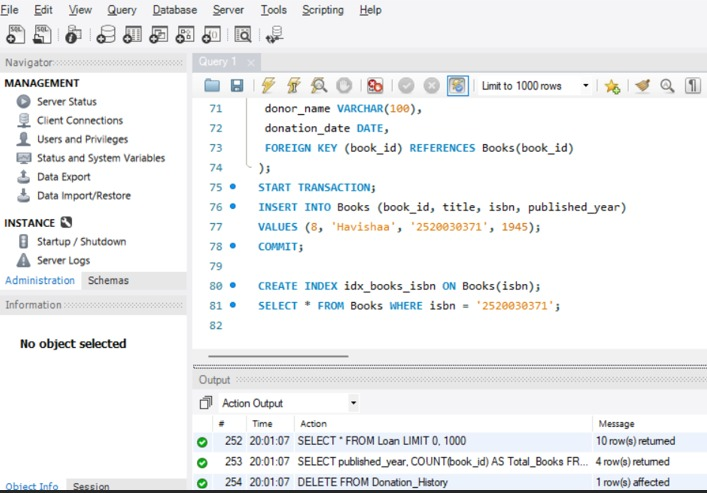 File Edit View Query Database Server Tools Scripting Help
Navigator
Query 1
MANAGEMENT
Server Status
Client Connections
Users and Privileges
Status and System Variables
Data Export
Data Import/Restore
INSTANCE
Startup / Shutdown
Server Logs
Administration Schemas
Information
No object selected
Object Info Session
Limit to 1000 rows
71 donor_name VARCHAR(100),
72 donation_date DATE,
73 FOREIGN KEY (book_id) REFERENCES Books(book_id)
74 );
75 START TRANSACTION;
76 INSERT INTO Books (book_id, title, isbn, published_year)
77 VALUES (8, 'Havishaa', '2520030371', 1945);
78 COMMIT;
79
80 CREATE INDEX idx_books_isbn ON Books(isbn);
81 SELECT * FROM Books WHERE isbn = '2520030371';
82
Output
Action Output
# Time Action Message
252 20:01:07 SELECT * FROM Loan LIMIT 0, 1000 10 row(s) returned
253 20:01:07 SELECT published_year, COUNT(book_id) AS Total_Books FR... 4 row(s) returned
254 20:01:07 DELETE FROM Donation_History 1 row(s) affected